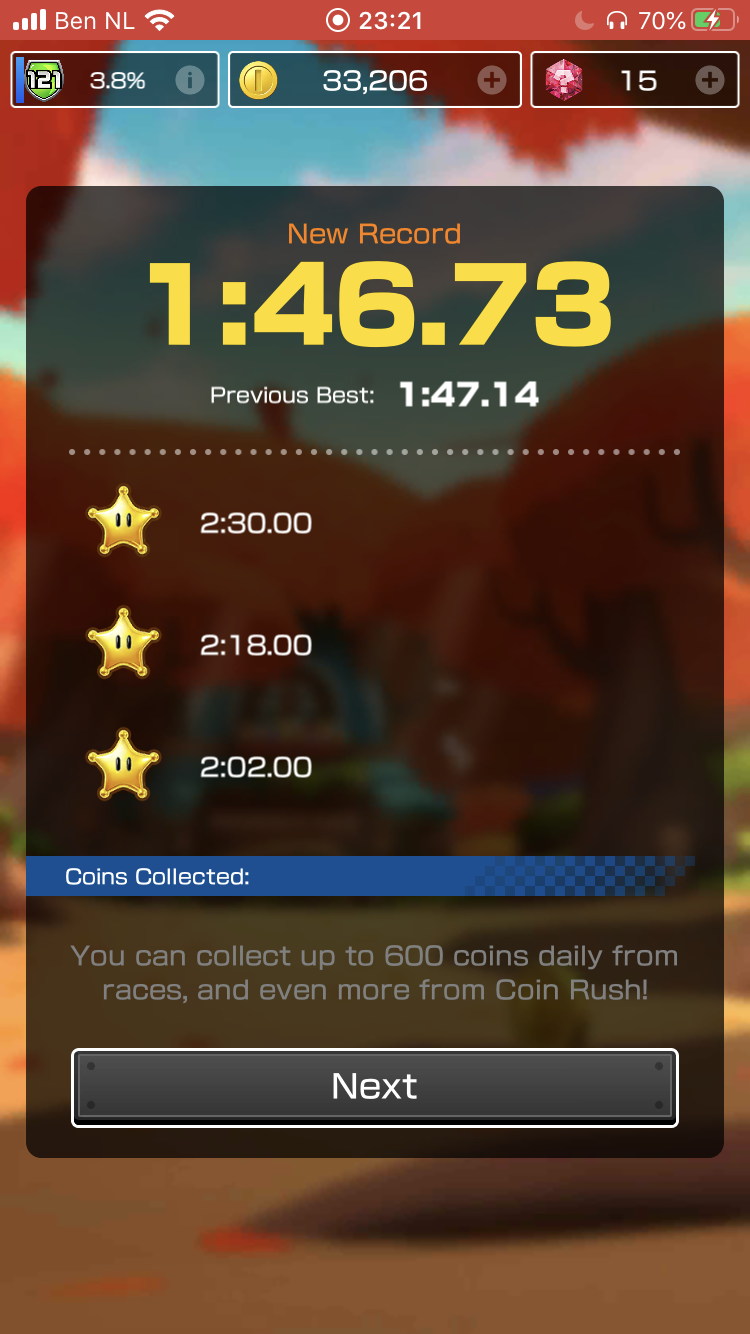 Ben NL 23:21 70%
121 3.8% i 33,206 + ? 15 +
New Record
1:46.73
Previous Best: 1:47.14
2:30.00
2:18.00
2:02.00
Coins Collected:
You can collect up to 600 coins daily from
races, and even more from Coin Rush!
Next